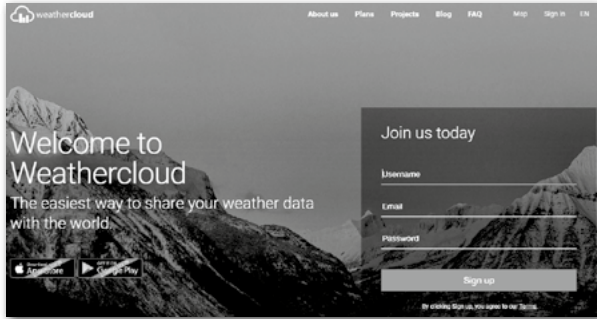 weathercloud
About us Plans Projects Blog FAQ Map Sign in EN
Welcome to
Weathercloud
The easiest way to share your weather data
with the world.
App Store Google Play
Join us today
Username
Email
Password
Sign up
By clicking Sign up, you agree to our Terms.